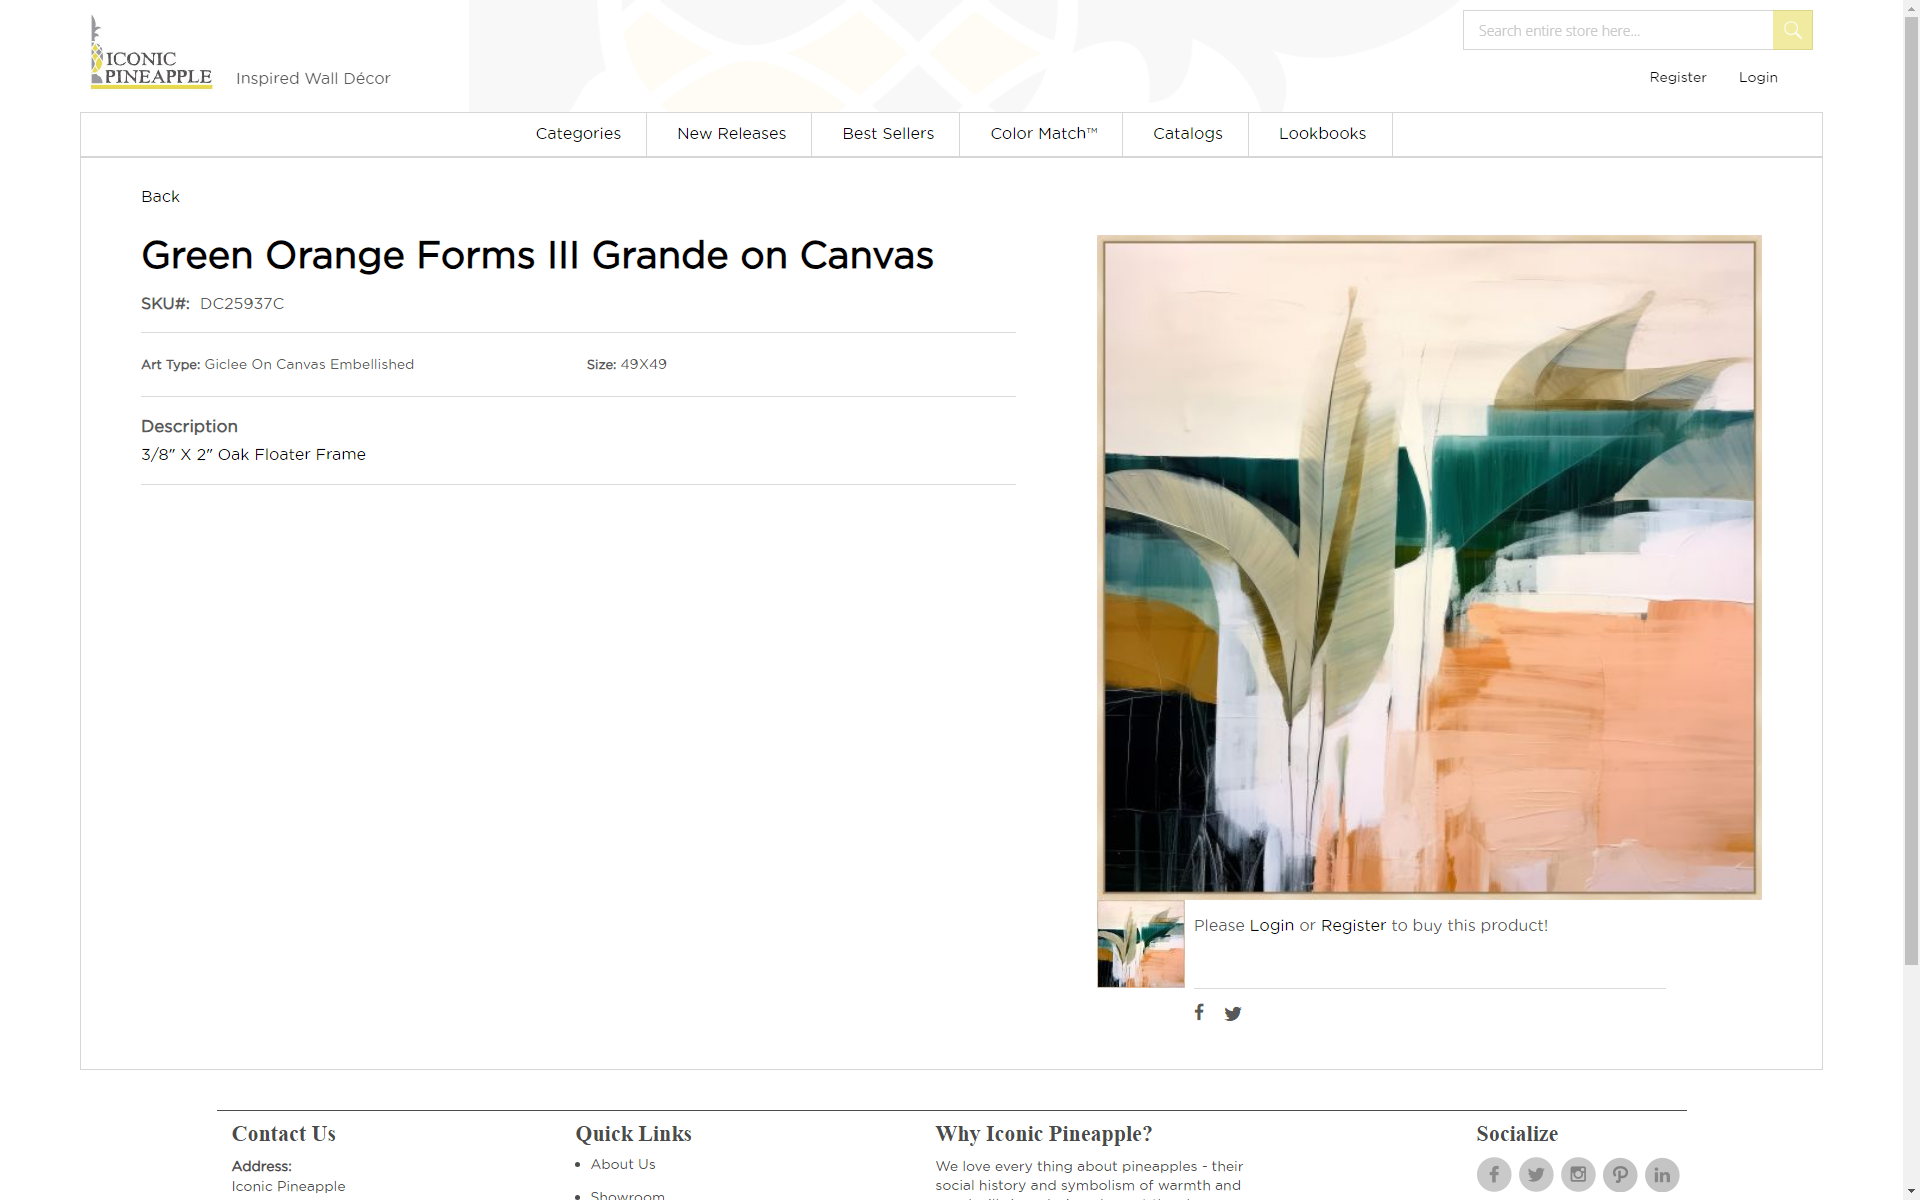 ICONIC
PINEAPPLE
Inspired Wall Décor
Search entire store here...
Register
Login
Categories
New Releases
Best Sellers
Color Match™
Catalogs
Lookbooks
Back
Green Orange Forms III Grande on Canvas
SKU#: DC25937C
Art Type: Giclee On Canvas Embellished
Size: 49X49
Description
3/8" X 2" Oak Floater Frame
Please Login or Register to buy this product!
Contact Us
Address:
Iconic Pineapple
Quick Links
About Us
Showroom
Why Iconic Pineapple?
We love every thing about pineapples - their
social history and symbolism of warmth and
Socialize